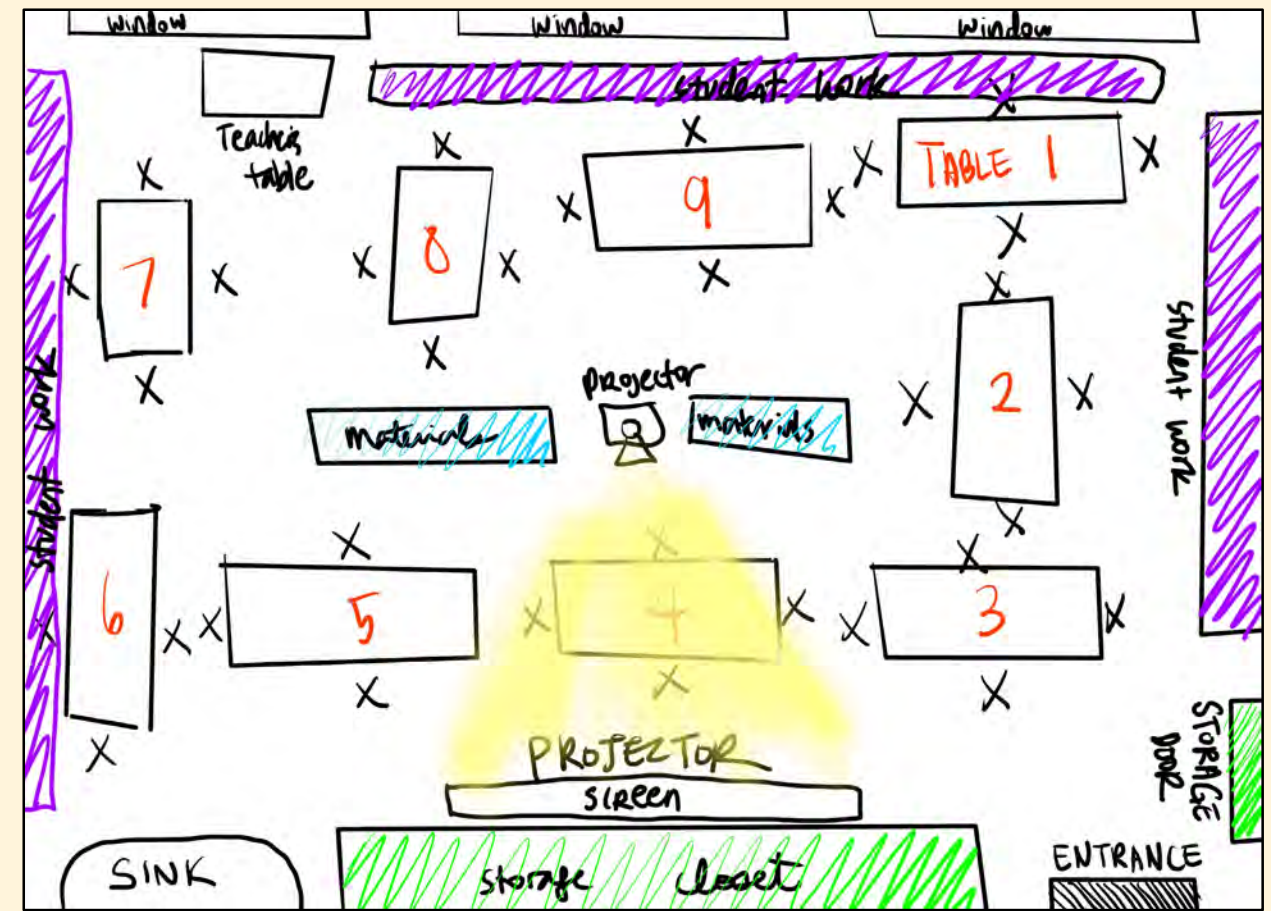 window
window
window
student work
Teacher's
table
TABLE 1
7
8
9
2
student work
student work
projector
materials
materials
6
5
4
3
PROJECTOR
SCREEN
STORAGE
DOOR
SINK
storage closet
ENTRANCE